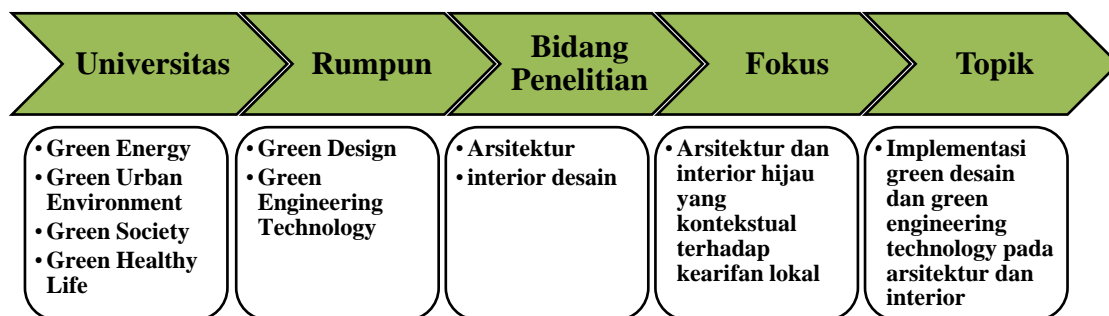 Universitas
Rumpun
Bidang
Penelitian
Fokus
Topik
• Green Energy
• Green Urban
Environment
• Green Society
• Green Healthy
Life
• Green Design
• Green
Engineering
Technology
• Arsitektur
• interior desain
• Arsitektur dan
interior hijau
yang
kontekstual
terhadap
kearifan lokal
• Implementasi
green desain
dan green
engineering
technology pada
arsitektur dan
interior